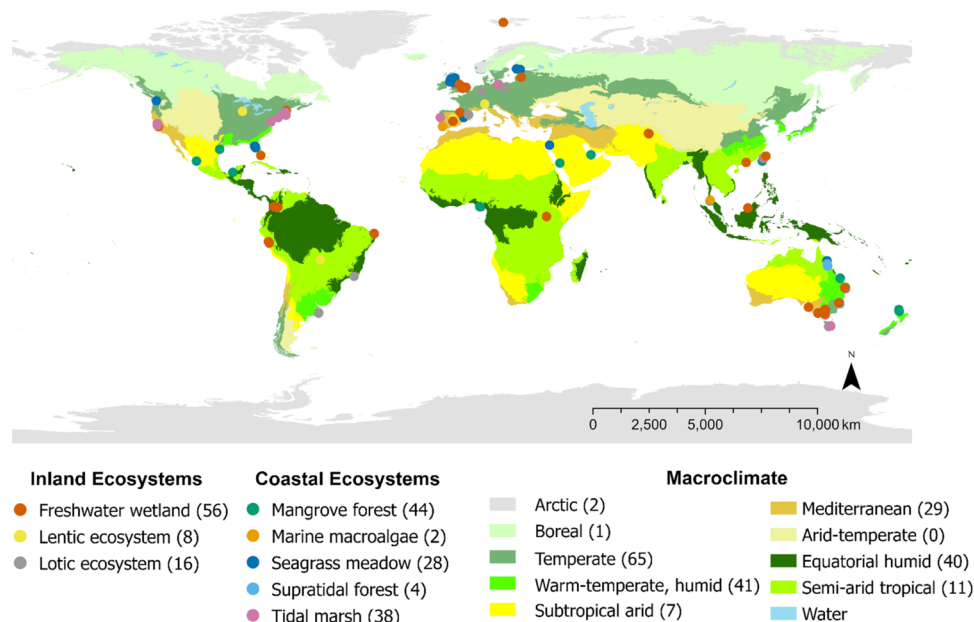 N
0 2,500 5,000 10,000 km
Inland Ecosystems
Freshwater wetland (56)
Lentic ecosystem (8)
Lotic ecosystem (16)
Coastal Ecosystems
Mangrove forest (44)
Marine macroalgae (2)
Seagrass meadow (28)
Supratidal forest (4)
Tidal marsh (38)
Macroclimate
Arctic (2)
Boreal (1)
Temperate (65)
Warm-temperate, humid (41)
Subtropical arid (7)
Mediterranean (29)
Arid-temperate (0)
Equatorial humid (40)
Semi-arid tropical (11)
Water